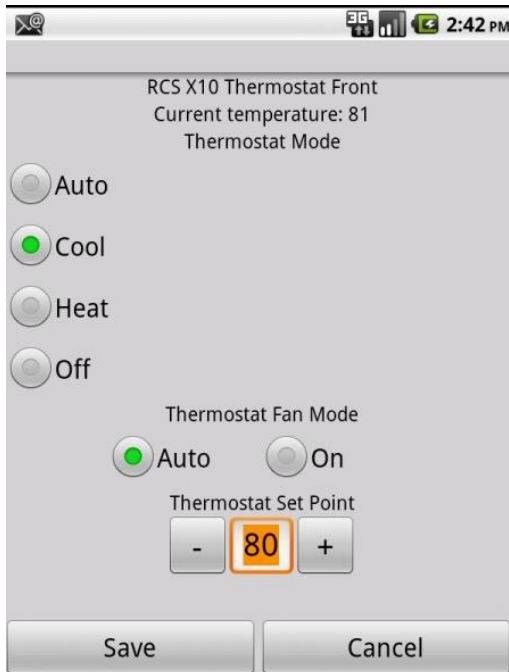 3G 2:42 PM
RCS X10 Thermostat Front
Current temperature: 81
Thermostat Mode
Auto
Cool
Heat
Off
Thermostat Fan Mode
Auto On
Thermostat Set Point
- 80 +
Save Cancel